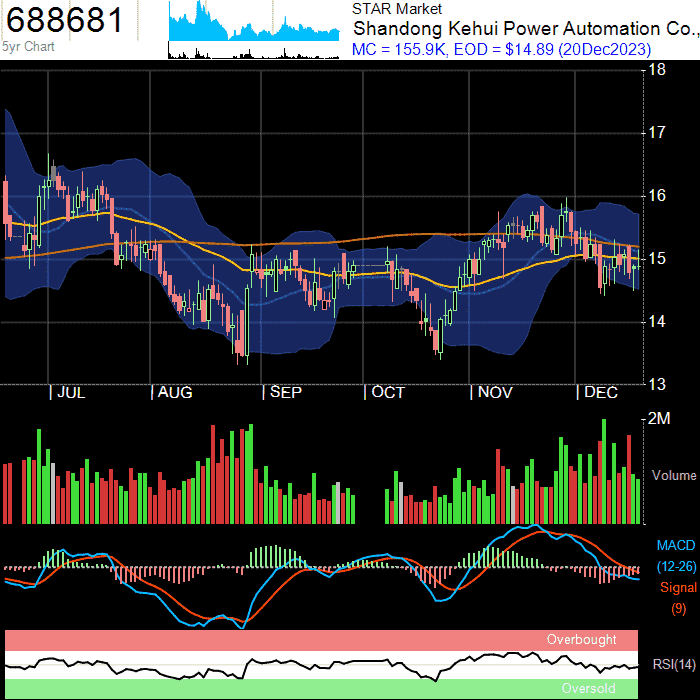 688681
5yr Chart
STAR Market
Shandong Kehui Power Automation Co.,
MC = 155.9K, EOD = $14.89 (20Dec2023)
18
17
16
15
14
13
| JUL | AUG | SEP | OCT | NOV | DEC
2M
Volume
MACD
(12-26)
Signal
(9)
Overbought
RSI(14)
Oversold